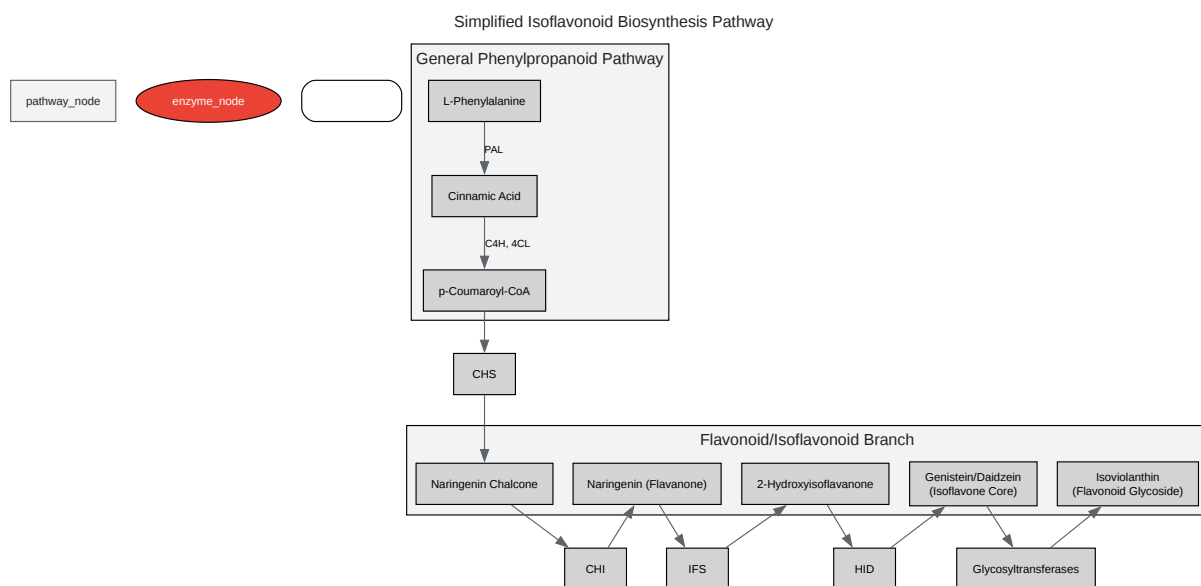 Simplified Isoflavonoid Biosynthesis Pathway
General Phenylpropanoid Pathway
pathway_node
enzyme_node
L-Phenylalanine
PAL
Cinnamic Acid
C4H, 4CL
p-Coumaroyl-CoA
CHS
Flavonoid/Isoflavonoid Branch
Naringenin Chalcone
Naringenin (Flavanone)
2-Hydroxyisoflavanone
Genistein/Daidzein
(Isoflavone Core)
Isoviolanthin
(Flavonoid Glycoside)
CHI
IFS
HID
Glycosyltransferases